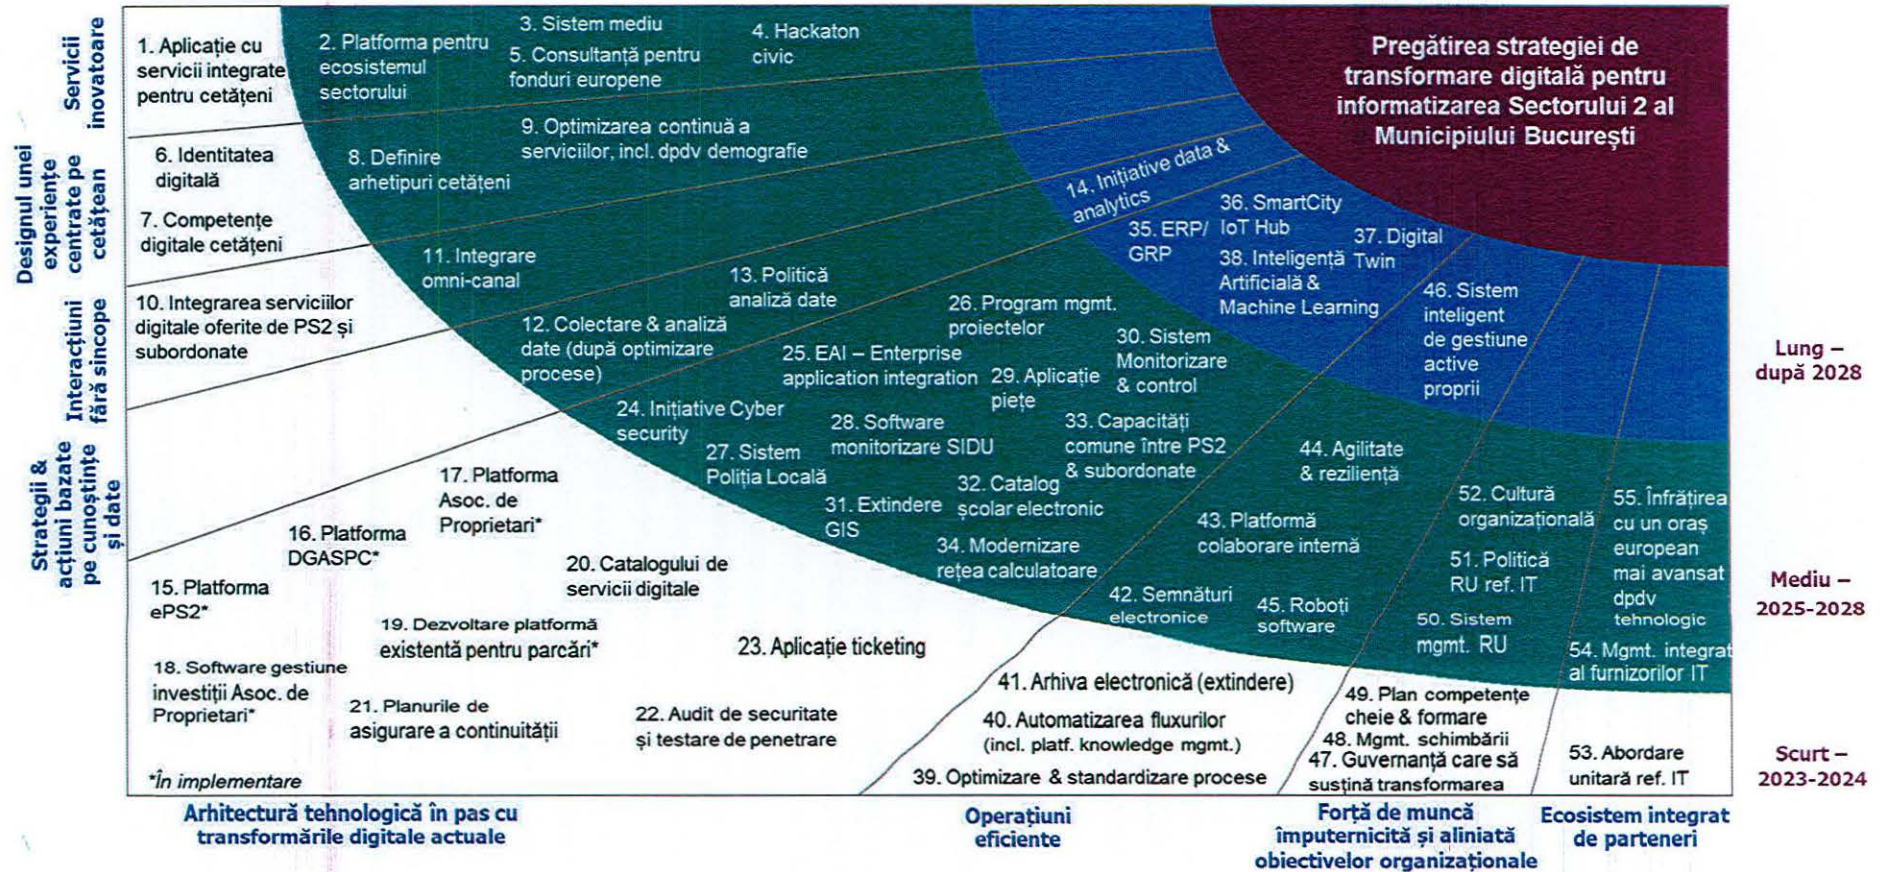 Servicii
inovatoare
1. Aplicație cu
servicii integrate
pentru cetățeni
2. Platforma pentru
ecosistemul
sectorului
3. Sistem mediu
5. Consultanță pentru
fonduri europene
4. Hackaton
civic
Pregătirea strategiei de
transformare digitală pentru
informatizarea Sectorului 2 al
Municipiului București
Designul unei
experiențe
centrate pe
cetățean
6. Identitatea
digitală
7. Competențe
digitale cetățeni
8. Definire
arhetipuri cetățeni
9. Optimizarea continuă a
serviciilor, incl. dpdv demografie
Interacțiuni
fără sincope
10. Integrarea serviciilor
digitale oferite de PS2 și
subordonate
11. Integrare
omni-canal
Strategii &
acțiuni bazate
pe cunoștințe
și date
12. Colectare & analiză
date (după optimizare
procese)
13. Politică
analiză date
14. Inițiative data &
analytics
15. Platforma
ePS2*
16. Platforma
DGASPC*
17. Platforma
Asoc. de
Proprietari*
18. Software gestiune
investiții Asoc. de
Proprietari*
19. Dezvoltare platformă
existentă pentru parcări*
20. Catalogului de
servicii digitale
21. Planurile de
asigurare a continuității
22. Audit de securitate
și testare de penetrare
23. Aplicație ticketing
24. Inițiative Cyber
security
25. EAI – Enterprise
application integration
26. Program mgmt.
proiectelor
27. Sistem
Poliția Locală
28. Software
monitorizare SIDU
29. Aplicație
piețe
30. Sistem
Monitorizare
& control
31. Extindere
GIS
32. Catalog
școlar electronic
33. Capacități
comune între PS2
& subordonate
34. Modernizare
rețea calculatoare
35. ERP/
GRP
36. SmartCity
IoT Hub
37. Digital
Twin
38. Inteligență
Artificială &
Machine Learning
*În implementare
39. Optimizare & standardizare procese
40. Automatizarea fluxurilor
(incl. platf. knowledge mgmt.)
41. Arhiva electronică (extindere)
42. Semnături
electronice
43. Platformă
colaborare internă
44. Agilitate
& reziliență
45. Roboți
software
46. Sistem
inteligent
de gestiune
active
proprii
47. Guvernanță care să
susțină transformarea
48. Mgmt. schimbării
49. Plan competențe
cheie & formare
50. Sistem
mgmt. RU
51. Politică
RU ref. IT
52. Cultură
organizațională
53. Abordare
unitară ref. IT
54. Mgmt. integrat
al furnizorilor IT
55. Înfrățirea
cu un oraș
european
mai avansat
dpdv
tehnologic
Lung –
după 2028
Mediu –
2025-2028
Scurt –
2023-2024
Arhitectură tehnologică în pas cu
transformările digitale actuale
Operațiuni
eficiente
Forță de muncă
împuternicită și aliniată
obiectivelor organizaționale
Ecosistem integrat
de parteneri